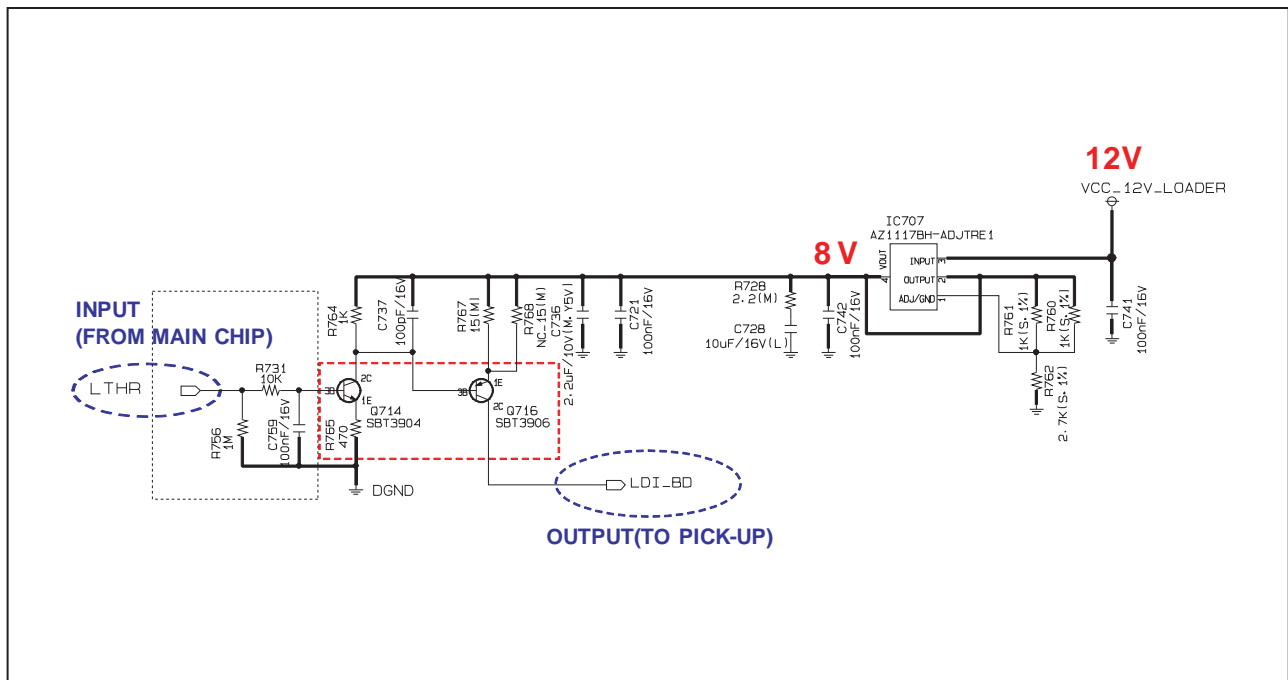 12V
VCC_12V_LOADER
IC707
AZ1117BH-ADJTRE1
8 V
VOUT
4
INPUT
3
OUTPUT
2
ADJ/GND
1
R761
1K(S.1%)
R760
1K(S.1%)
C741
100nF/16V
R762
2.7K(S.1%)
R728
2.2(M)
C728
10uF/16V(L)
C742
100nF/16V
R764
1K
C737
100pF/16V
R767
15(M)
R768
NC_15(M)
C736
2.2uF/10V(M.Y5V)
C721
100nF/16V
INPUT
(FROM MAIN CHIP)
LTHR
R731
10K
R756
1M
C759
100nF/16V
3B
2C
1E
Q714
SBT3904
R765
470
3B
1E
2C
Q716
SBT3906
DGND
LDI_BD
OUTPUT(TO PICK-UP)